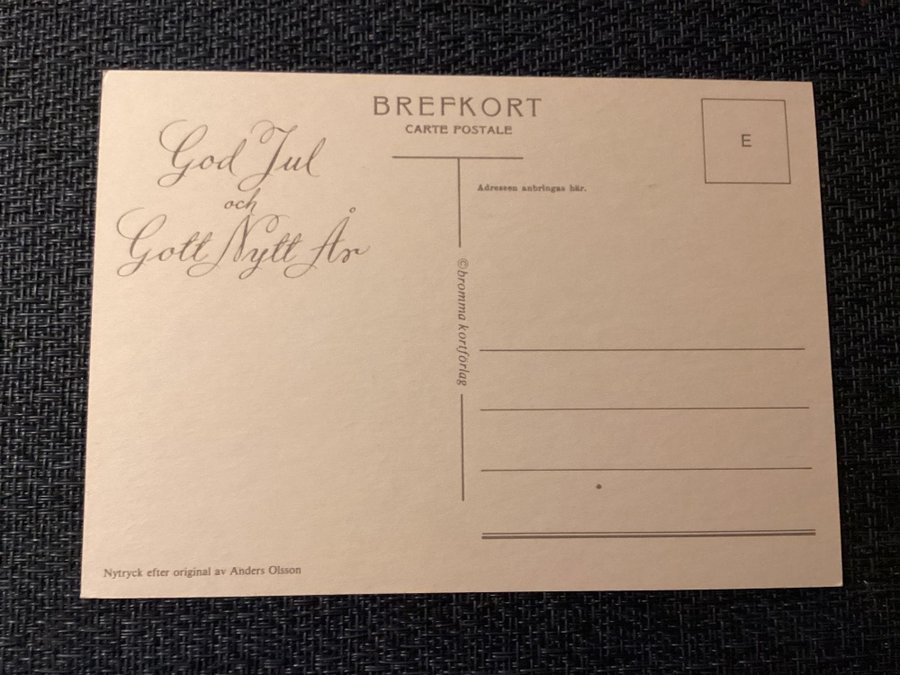 BREFKORT
CARTE POSTALE
E
God Jul
och
Gott Nytt År
Adressen anbringas här.
©bromma kortförlag
Nytryck efter original av Anders Olsson